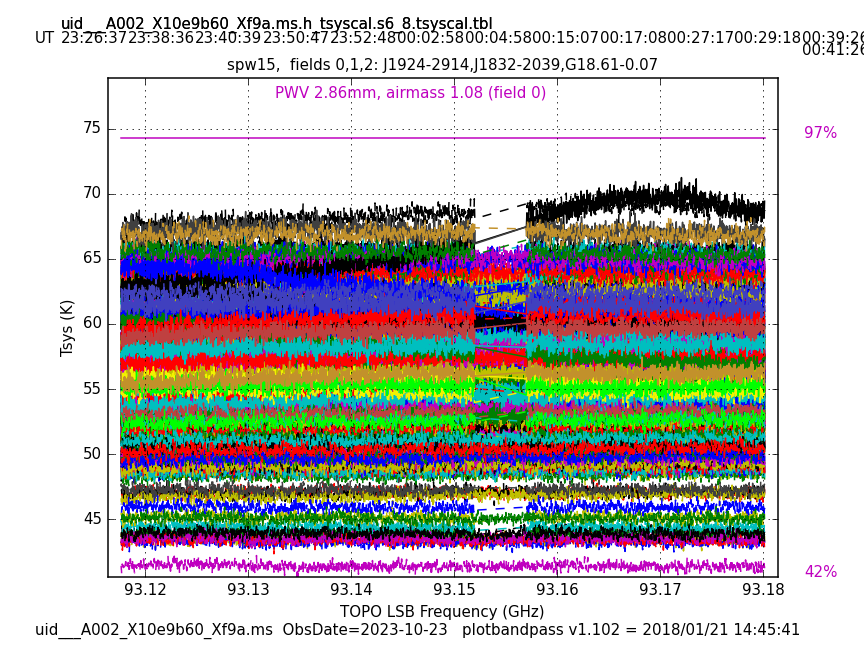 uid___A002_X10e9b60_Xf9a.ms.h_tsyscal.s6_8.tsyscal.tbl
UT 23:26:37 23:38:36 23:40:39 23:50:47 23:52:48 00:02:58 00:04:58 00:15:07 00:17:08 00:27:17 00:29:18 00:39:26
00:41:26
spw15, fields 0,1,2: J1924-2914,J1832-2039,G18.61-0.07
PWV 2.86mm, airmass 1.08 (field 0)
97%
75
70
65
60
55
50
45
Tsys (K)
42%
93.12 93.13 93.14 93.15 93.16 93.17 93.18
TOPO LSB Frequency (GHz)
uid___A002_X10e9b60_Xf9a.ms ObsDate=2023-10-23 plotbandpass v1.102 = 2018/01/21 14:45:41